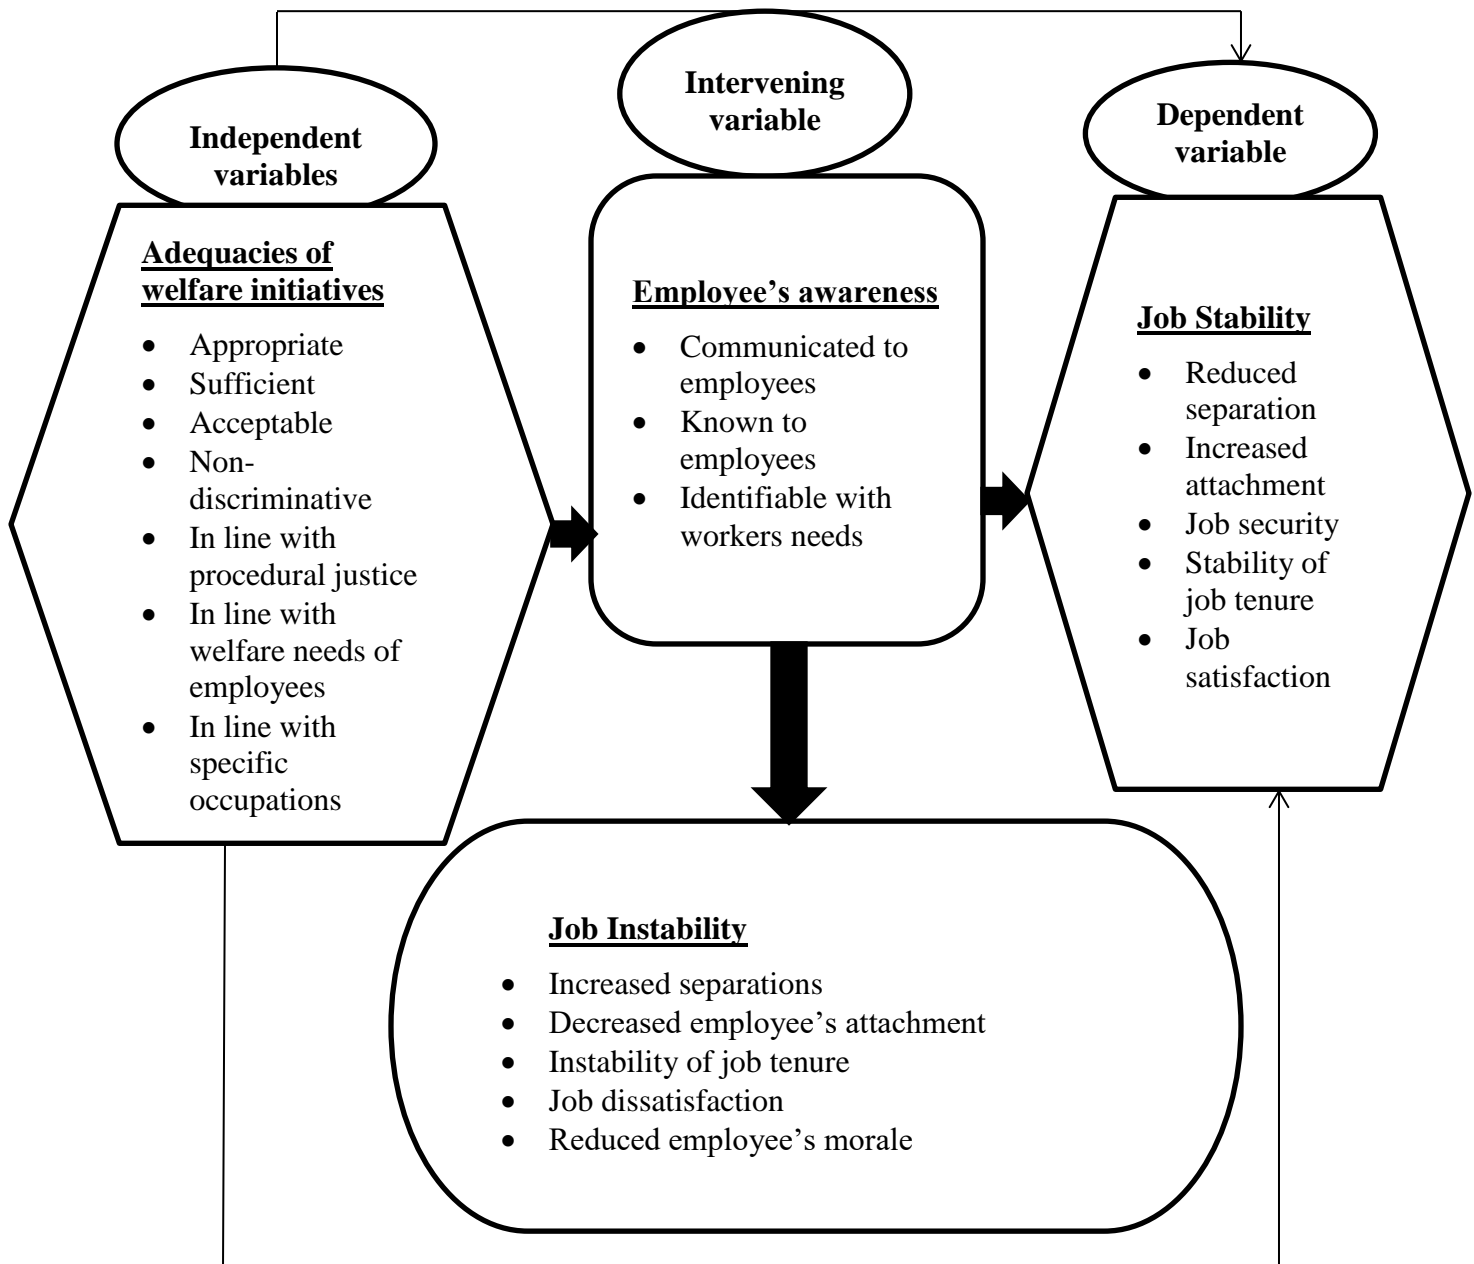 Independent
variables
Adequacies of
welfare initiatives
• Appropriate
• Sufficient
• Acceptable
• Non-
discriminative
• In line with
procedural justice
• In line with
welfare needs of
employees
• In line with
specific
occupations
Intervening
variable
Employee’s awareness
• Communicated to
employees
• Known to
employees
• Identifiable with
workers needs
Dependent
variable
Job Stability
• Reduced
separation
• Increased
attachment
• Job security
• Stability of
job tenure
• Job
satisfaction
Job Instability
• Increased separations
• Decreased employee’s attachment
• Instability of job tenure
• Job dissatisfaction
• Reduced employee’s morale